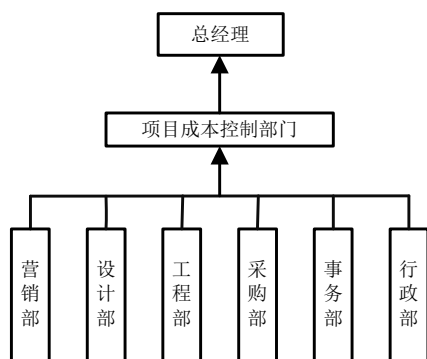 总经理
项目成本控制部门
营销部
设计部
工程部
采购部
事务部
行政部